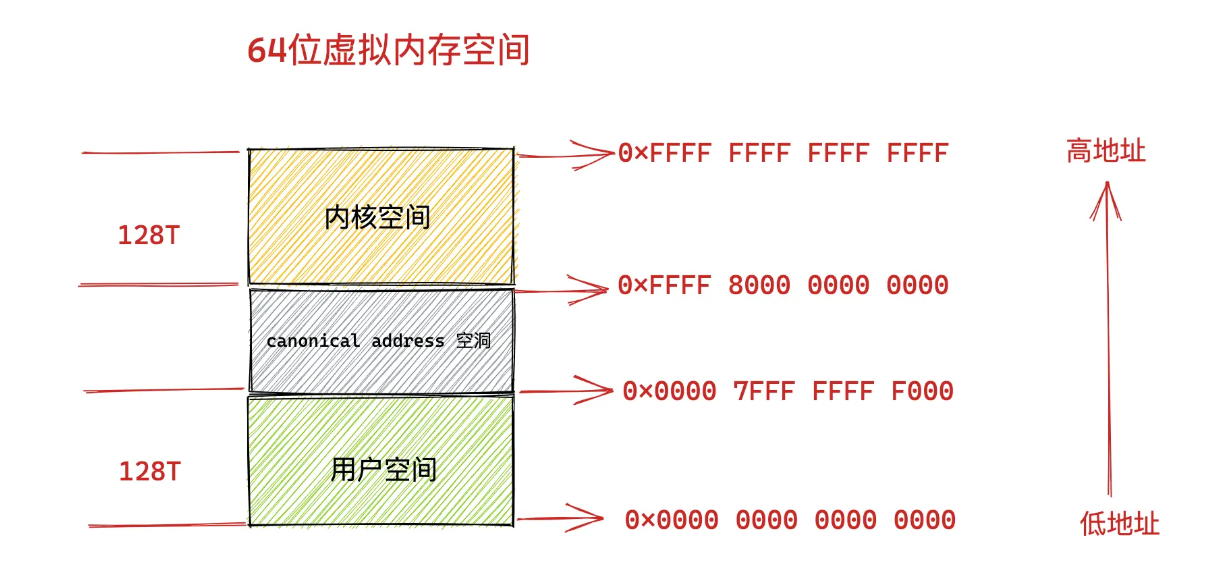 64位虚拟内存空间
0×FFFF FFFF FFFF FFFF
高地址
内核空间
128T
0×FFFF 8000 0000 0000
canonical address 空洞
0×0000 7FFF FFFF F000
128T
用户空间
0×0000 0000 0000 0000
低地址